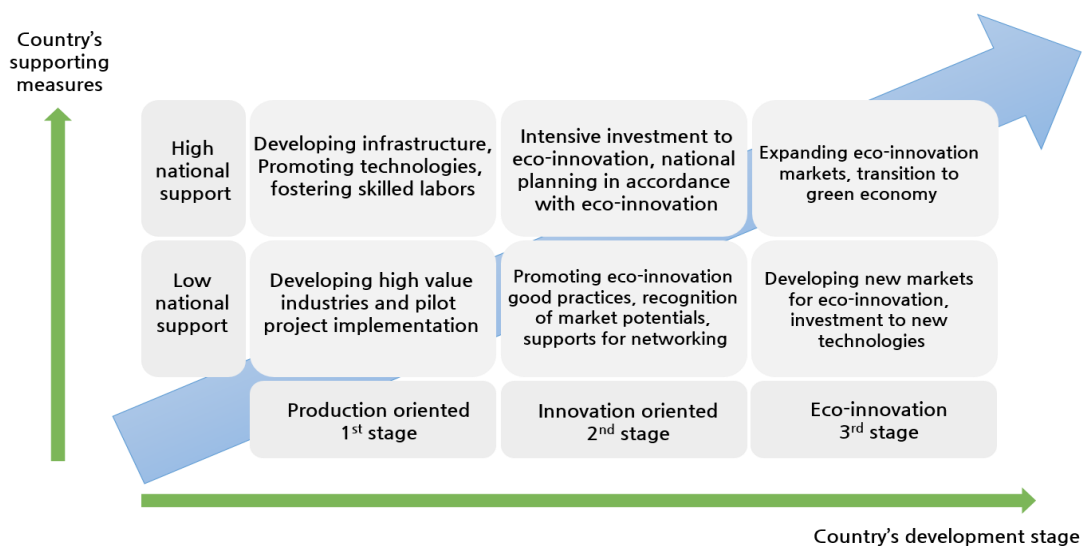 Country's
supporting
measures
High
national
support
Developing infrastructure,
Promoting technologies,
fostering skilled labors
Intensive investment to
eco-innovation, national
planning in accordance
with eco-innovation
Expanding eco-innovation
markets, transition to
green economy
Low
national
support
Developing high value
industries and pilot
project implementation
Promoting eco-innovation
good practices, recognition
of market potentials,
supports for networking
Developing new markets
for eco-innovation,
investment to new
technologies
Production oriented
1st stage
Innovation oriented
2nd stage
Eco-innovation
3rd stage
Country's development stage